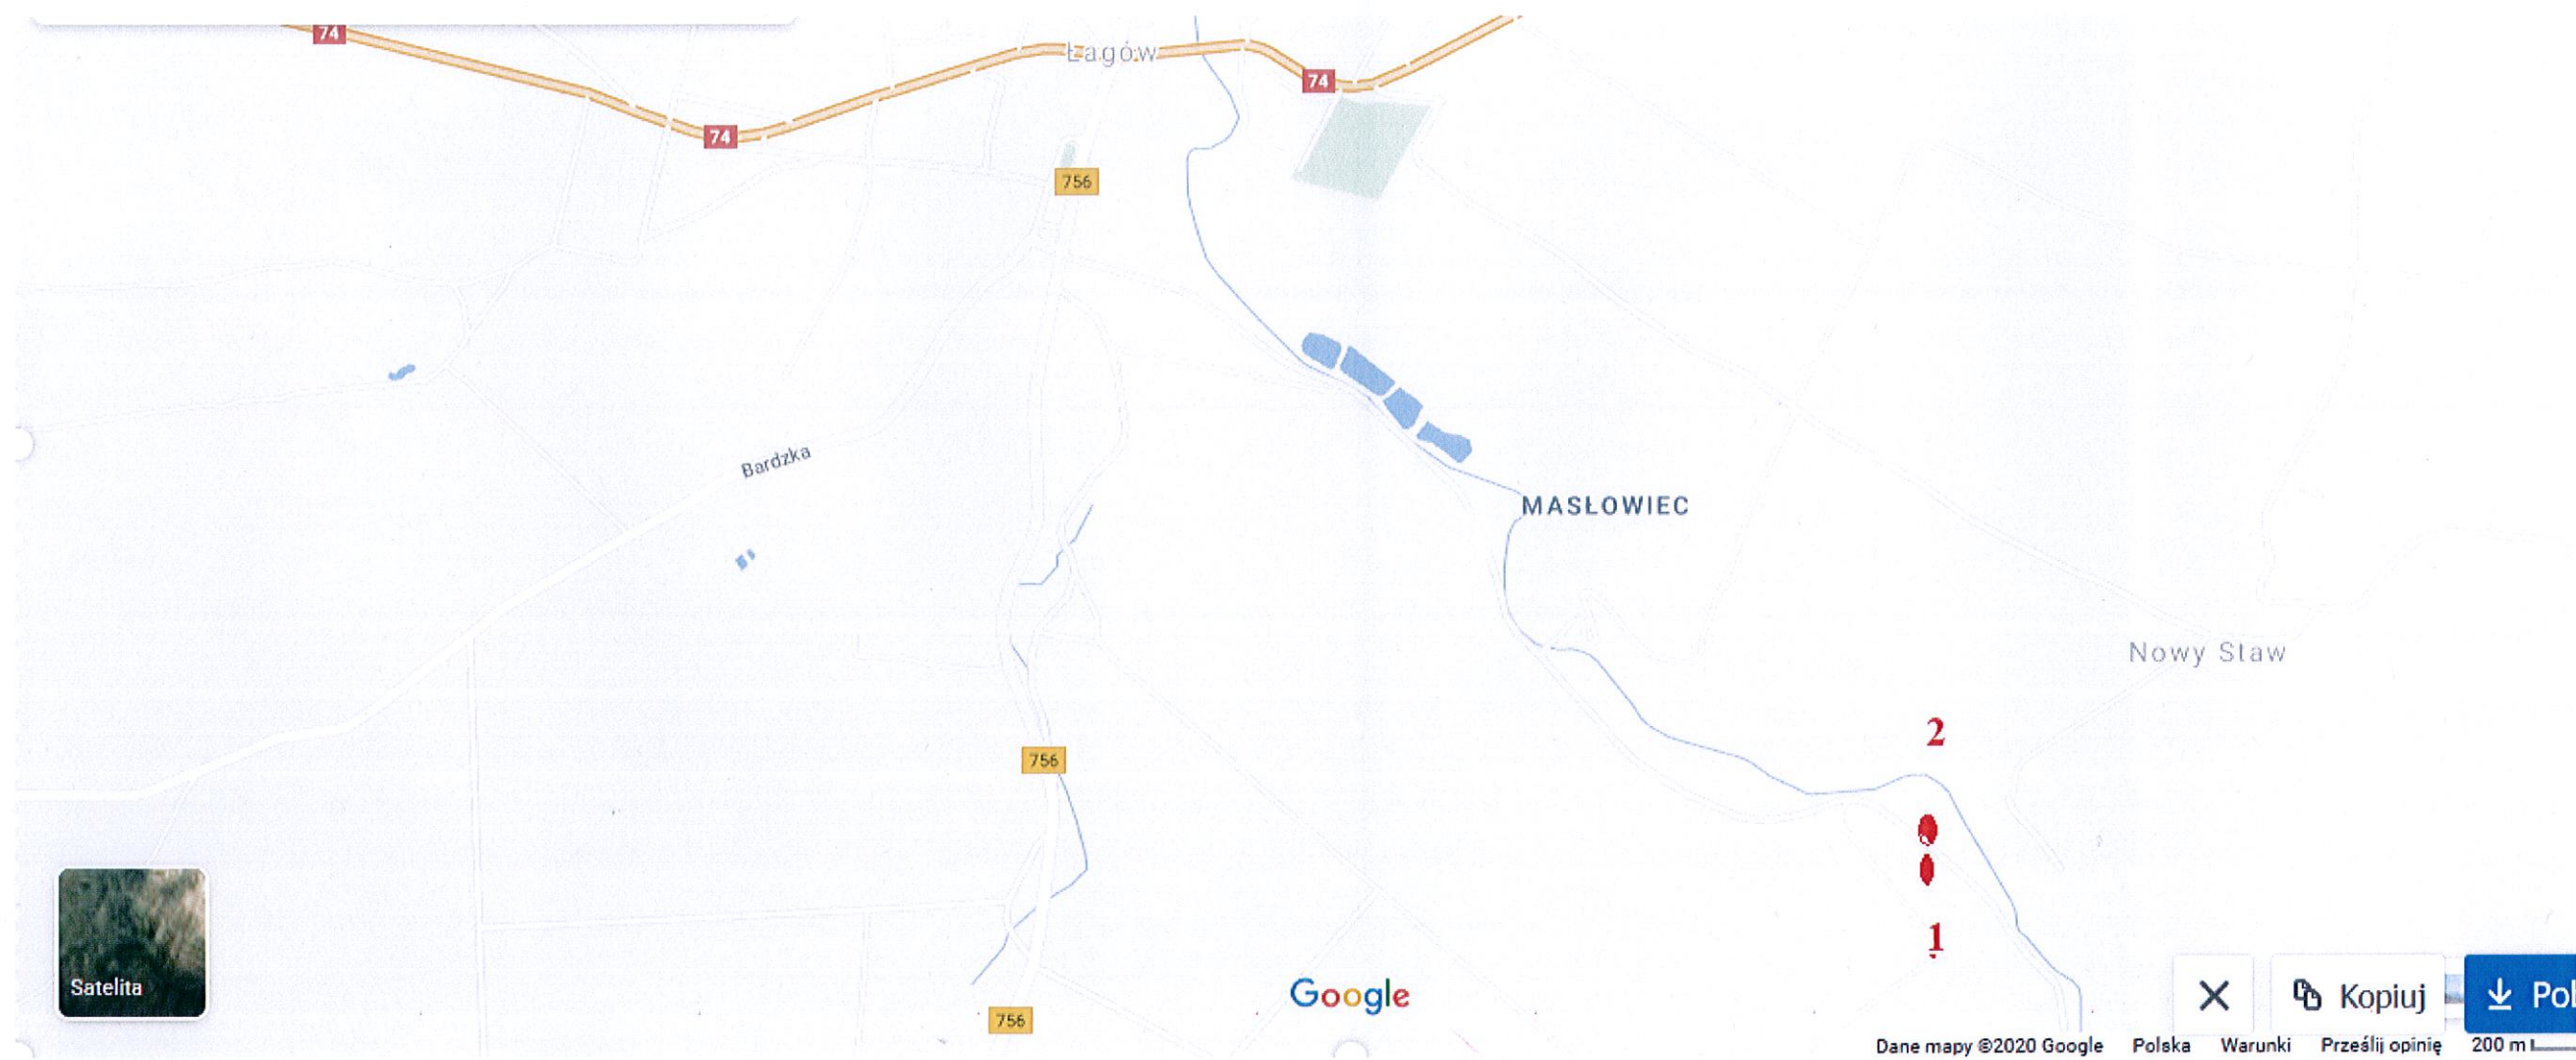 74
Łagów
74
74
756
Bardzka
MASŁOWIEC
Nowy Staw
2
756
1
Satelita
Google
Kopiuj
756
Dane mapy ©2020 Google Polska Warunki Prześlij opinię 200 m